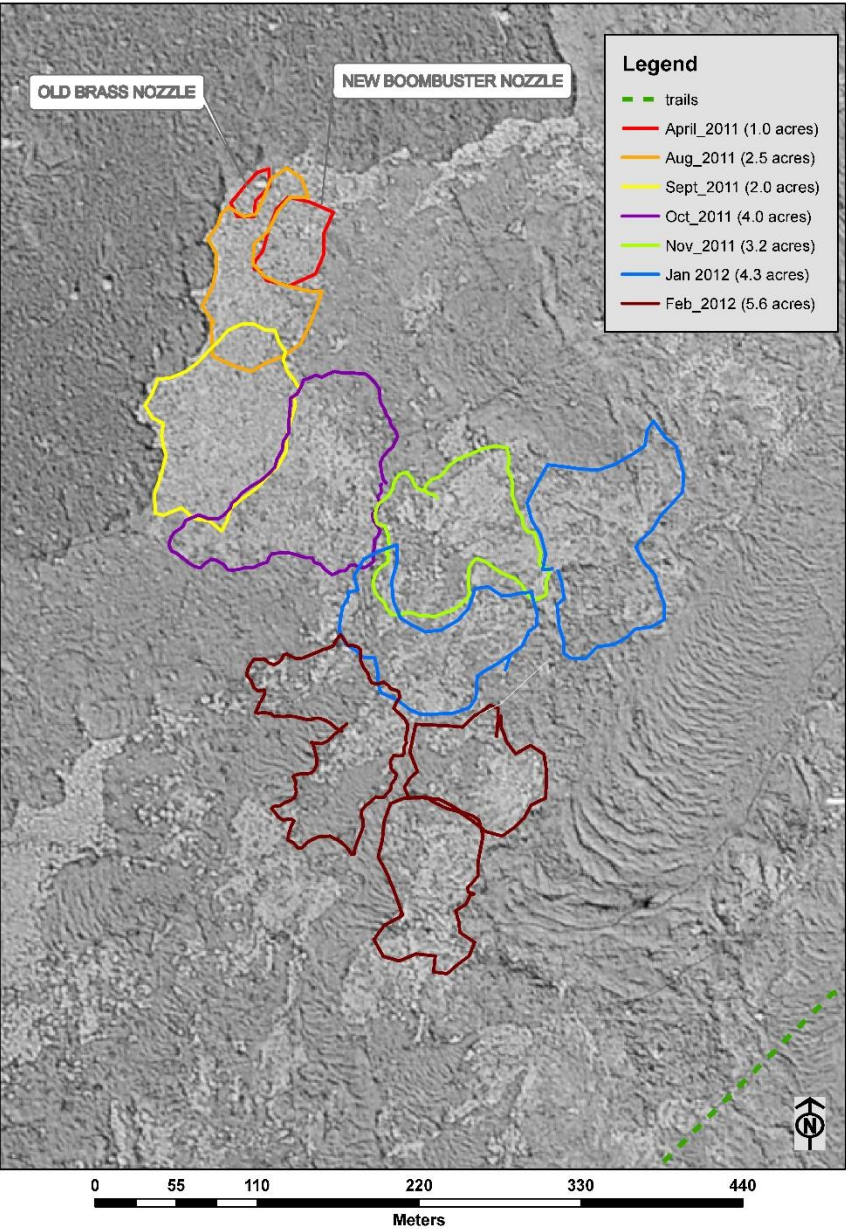 OLD BRASS NOZZLE
NEW BOOMBUSTER NOZZLE
Legend
trails
April_2011 (1.0 acres)
Aug_2011 (2.5 acres)
Sept_2011 (2.0 acres)
Oct_2011 (4.0 acres)
Nov_2011 (3.2 acres)
Jan 2012 (4.3 acres)
Feb_2012 (5.6 acres)
N
0 55 110 220 330 440
Meters